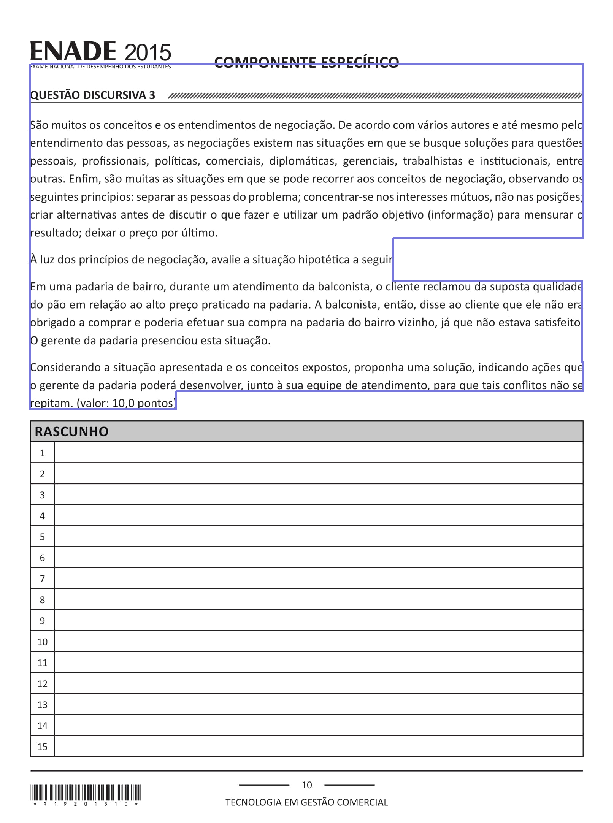 ENADE 2015
EXAME NACIONAL DE DESEMPENHO DOS ESTUDANTES
COMPONENTE ESPECÍFICO
QUESTÃO DISCURSIVA 3
São muitos os conceitos e os entendimentos de negociação. De acordo com vários autores e até mesmo pelo
entendimento das pessoas, as negociações existem nas situações em que se busque soluções para questões
pessoais, profissionais, políticas, comerciais, diplomáticas, gerenciais, trabalhistas e institucionais, entre
outras. Enfim, são muitas as situações em que se pode recorrer aos conceitos de negociação, observando os
seguintes princípios: separar as pessoas do problema; concentrar-se nos interesses mútuos, não nas posições;
criar alternativas antes de discutir o que fazer e utilizar um padrão objetivo (informação) para mensurar o
resultado; deixar o preço por último.
À luz dos princípios de negociação, avalie a situação hipotética a seguir
Em uma padaria de bairro, durante um atendimento da balconista, o cliente reclamou da suposta qualidade
do pão em relação ao alto preço praticado na padaria. A balconista, então, disse ao cliente que ele não era
obrigado a comprar e poderia efetuar sua compra na padaria do bairro vizinho, já que não estava satisfeito.
O gerente da padaria presenciou esta situação.
Considerando a situação apresentada e os conceitos expostos, proponha uma solução, indicando ações que
o gerente da padaria poderá desenvolver, junto à sua equipe de atendimento, para que tais conflitos não se
repitam. (valor: 10,0 pontos)
RASCUNHO
1
2
3
4
5
6
7
8
9
10
11
12
13
14
15
10
TECNOLOGIA EM GESTÃO COMERCIAL